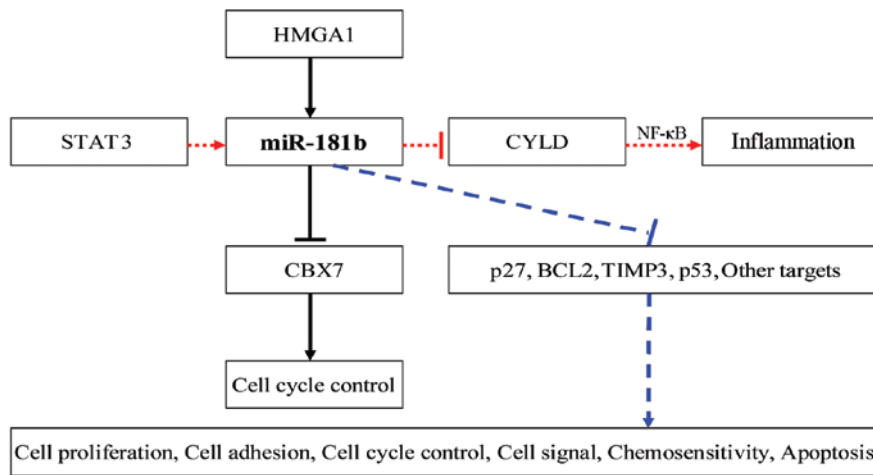 HMGA1
STAT3
miR-181b
CYLD
NF-κB
Inflammation
CBX7
p27, BCL2, TIMP3, p53, Other targets
Cell cycle control
Cell proliferation, Cell adhesion, Cell cycle control, Cell signal, Chemosensitivity, Apoptosis